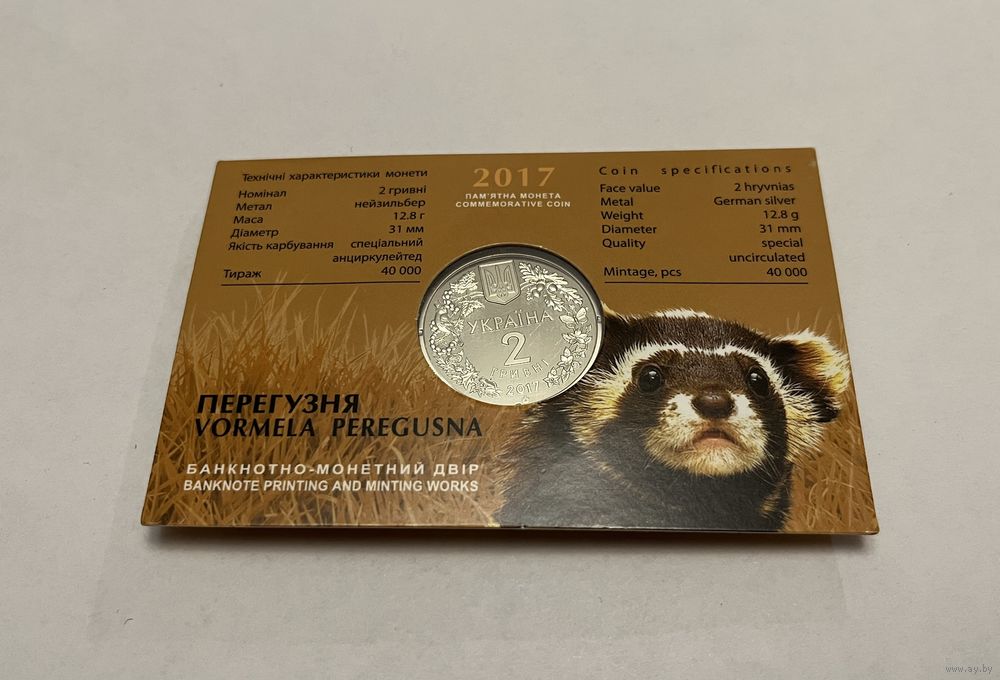 Технічні характеристики монети
Номінал 2 гривні
Метал нейзильбер
Маса 12.8 г
Діаметр 31 мм
Якість карбування спеціальний
анциркулейтед
Тираж 40 000
2017
ПАМ'ЯТНА МОНЕТА
COMMEMORATIVE COIN
Coin specifications
Face value 2 hryvnias
Metal German silver
Weight 12.8 g
Diameter 31 mm
Quality special
uncirculated
Mintage, pcs 40 000
УКРАЇНА
2
ГРИВНІ
2017
ПЕРЕГУЗНЯ
VORMELA PEREGUSNA
БАНКНОТНО-МОНЕТНИЙ ДВІР
BANKNOTE PRINTING AND MINTING WORKS
www.ay.by